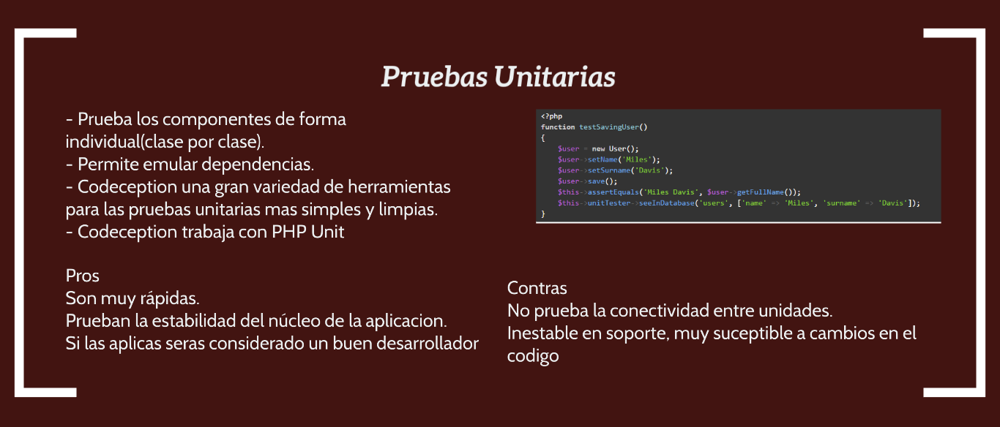 Pruebas Unitarias
- Prueba los componentes de forma
individual(clase por clase).
- Permite emular dependencias.
- Codeception una gran variedad de herramientas
para las pruebas unitarias mas simples y limpias.
- Codeception trabaja con PHP Unit
<?php
function testSavingUser()
{
    $user = new User();
    $user->setName('Miles');
    $user->setSurname('Davis');
    $user->save();
    $this->assertEquals('Miles Davis', $user->getFullName());
    $this->unitTester->seeInDatabase('users', ['name' => 'Miles', 'surname' => 'Davis']);
}
Pros
Son muy rápidas.
Prueban la estabilidad del núcleo de la aplicacion.
Si las aplicas seras considerado un buen desarrollador
Contras
No prueba la conectividad entre unidades.
Inestable en soporte, muy suceptible a cambios en el
codigo